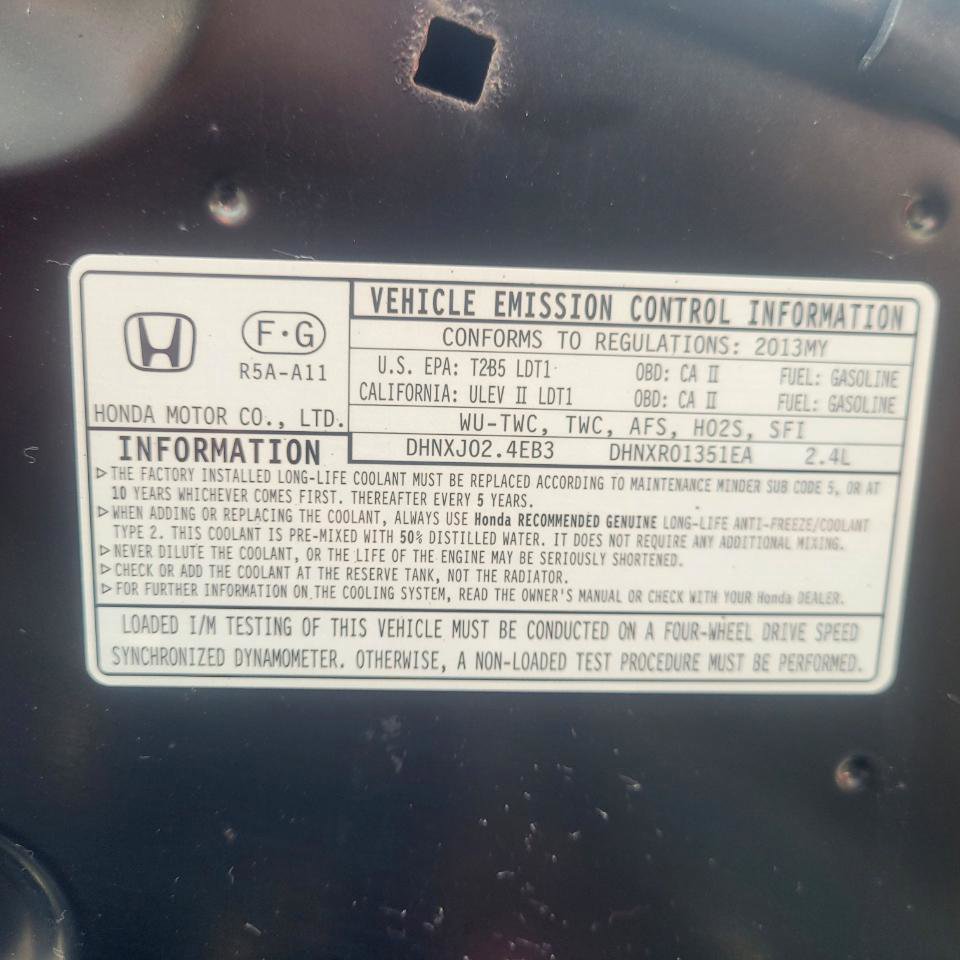 VEHICLE EMISSION CONTROL INFORMATION
F·G
R5A-A11
HONDA MOTOR CO., LTD.
CONFORMS TO REGULATIONS: 2013MY
U.S. EPA: T2B5 LDT1 OBD: CA II FUEL: GASOLINE
CALIFORNIA: ULEV II LDT1 OBD: CA II FUEL: GASOLINE
WU-TWC, TWC, AFS, HO2S, SFI
DHNXJ02.4EB3 DHNXR01351EA 2.4L
INFORMATION
▷ THE FACTORY INSTALLED LONG-LIFE COOLANT MUST BE REPLACED ACCORDING TO MAINTENANCE MINDER SUB CODE 5, OR AT
10 YEARS WHICHEVER COMES FIRST. THEREAFTER EVERY 5 YEARS.
▷ WHEN ADDING OR REPLACING THE COOLANT, ALWAYS USE Honda RECOMMENDED GENUINE LONG-LIFE ANTI-FREEZE/COOLANT
TYPE 2. THIS COOLANT IS PRE-MIXED WITH 50% DISTILLED WATER. IT DOES NOT REQUIRE ANY ADDITIONAL MIXING.
▷ NEVER DILUTE THE COOLANT, OR THE LIFE OF THE ENGINE MAY BE SERIOUSLY SHORTENED.
▷ CHECK OR ADD THE COOLANT AT THE RESERVE TANK, NOT THE RADIATOR.
▷ FOR FURTHER INFORMATION ON THE COOLING SYSTEM, READ THE OWNER'S MANUAL OR CHECK WITH YOUR Honda DEALER.
LOADED I/M TESTING OF THIS VEHICLE MUST BE CONDUCTED ON A FOUR-WHEEL DRIVE SPEED
SYNCHRONIZED DYNAMOMETER. OTHERWISE, A NON-LOADED TEST PROCEDURE MUST BE PERFORMED.